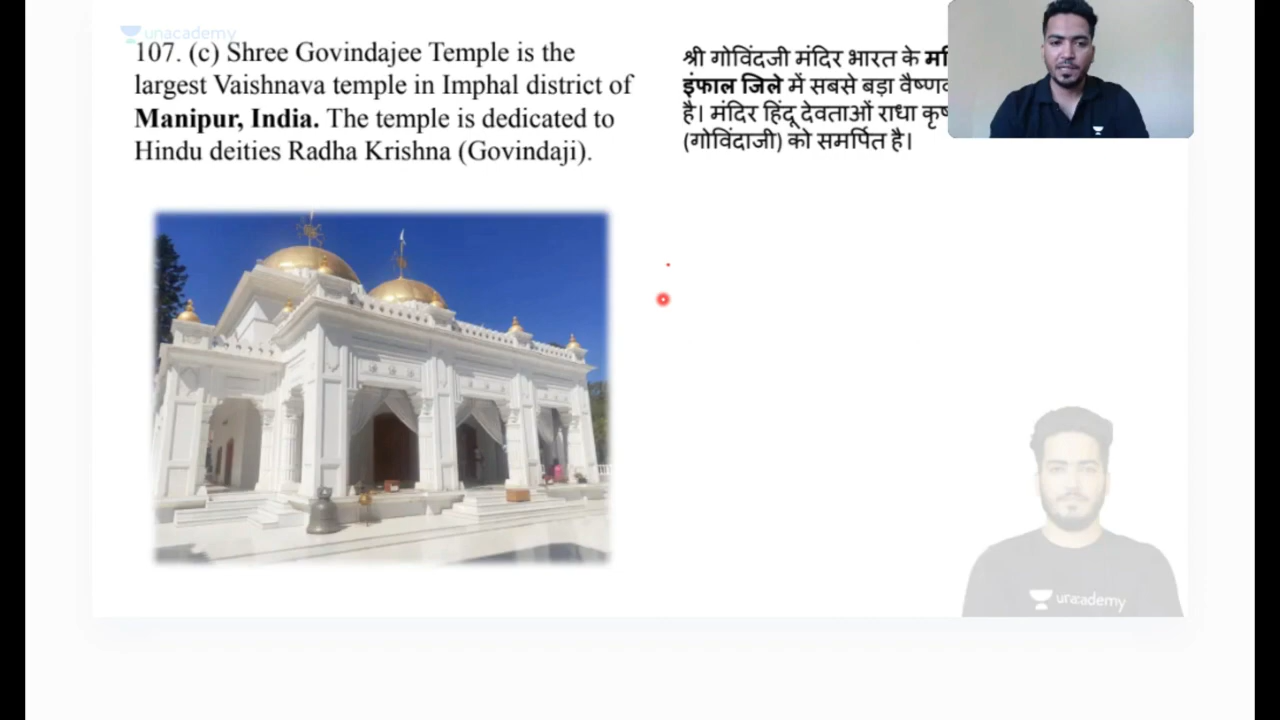 unacademy
107. (c) Shree Govindajee Temple is the
largest Vaishnava temple in Imphal district of
Manipur, India. The temple is dedicated to
Hindu deities Radha Krishna (Govindaji).
श्री गोविंदजी मंदिर भारत के
इंफाल जिले में सबसे बड़ा
है। मंदिर हिंदू देवताओं राधा
(गोविंदाजी) को समर्पित है।
unacademy